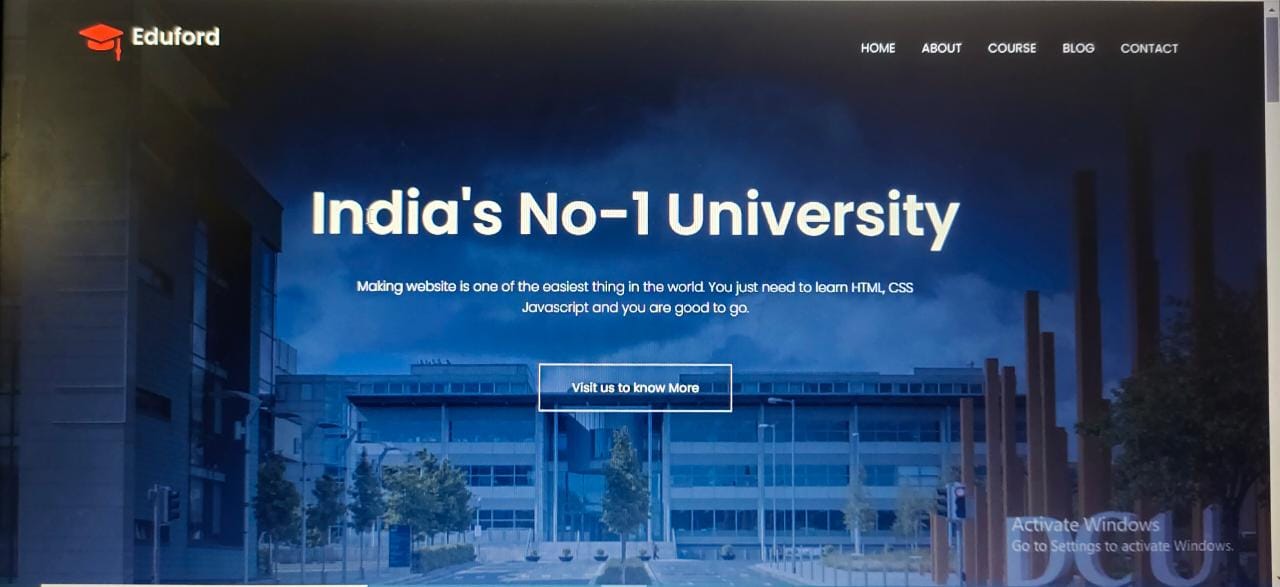 Eduford
HOME ABOUT COURSE BLOG CONTACT
India's No-1 University
Making website is one of the easiest thing in the world. You just need to learn HTML, CSS
Javascript and you are good to go.
Visit us to know More
Activate Windows
Go to Settings to activate Windows.
DCU